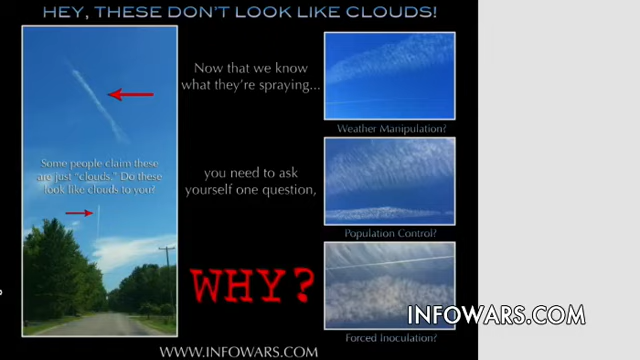 HEY, THESE DON'T LOOK LIKE CLOUDS!
Now that we know
what they're spraying...
Weather Manipulation?
Some people claim these
are just "clouds." Do these
look like clouds to you?
you need to ask
yourself one question,
Population Control?
WHY?
INFOWARS.COM
Forced Inoculation?
WWW.INFOWARS.COM